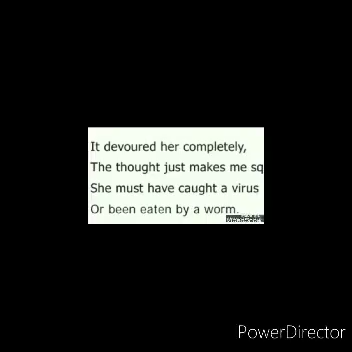 It devoured her completely,
The thought just makes me sq
She must have caught a virus
Or been eaten by a worm.
PowerDirector